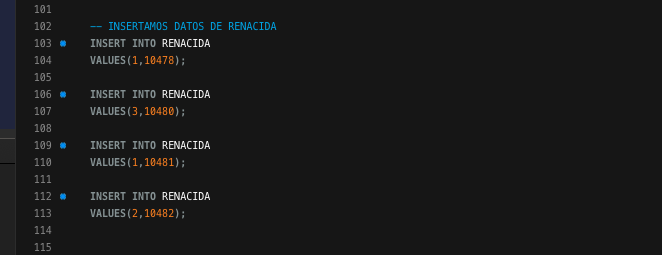 101
102 -- INSERTAMOS DATOS DE RENACIDA
103 INSERT INTO RENACIDA
104 VALUES(1,10478);
105
106 INSERT INTO RENACIDA
107 VALUES(3,10480);
108
109 INSERT INTO RENACIDA
110 VALUES(1,10481);
111
112 INSERT INTO RENACIDA
113 VALUES(2,10482);
114
115